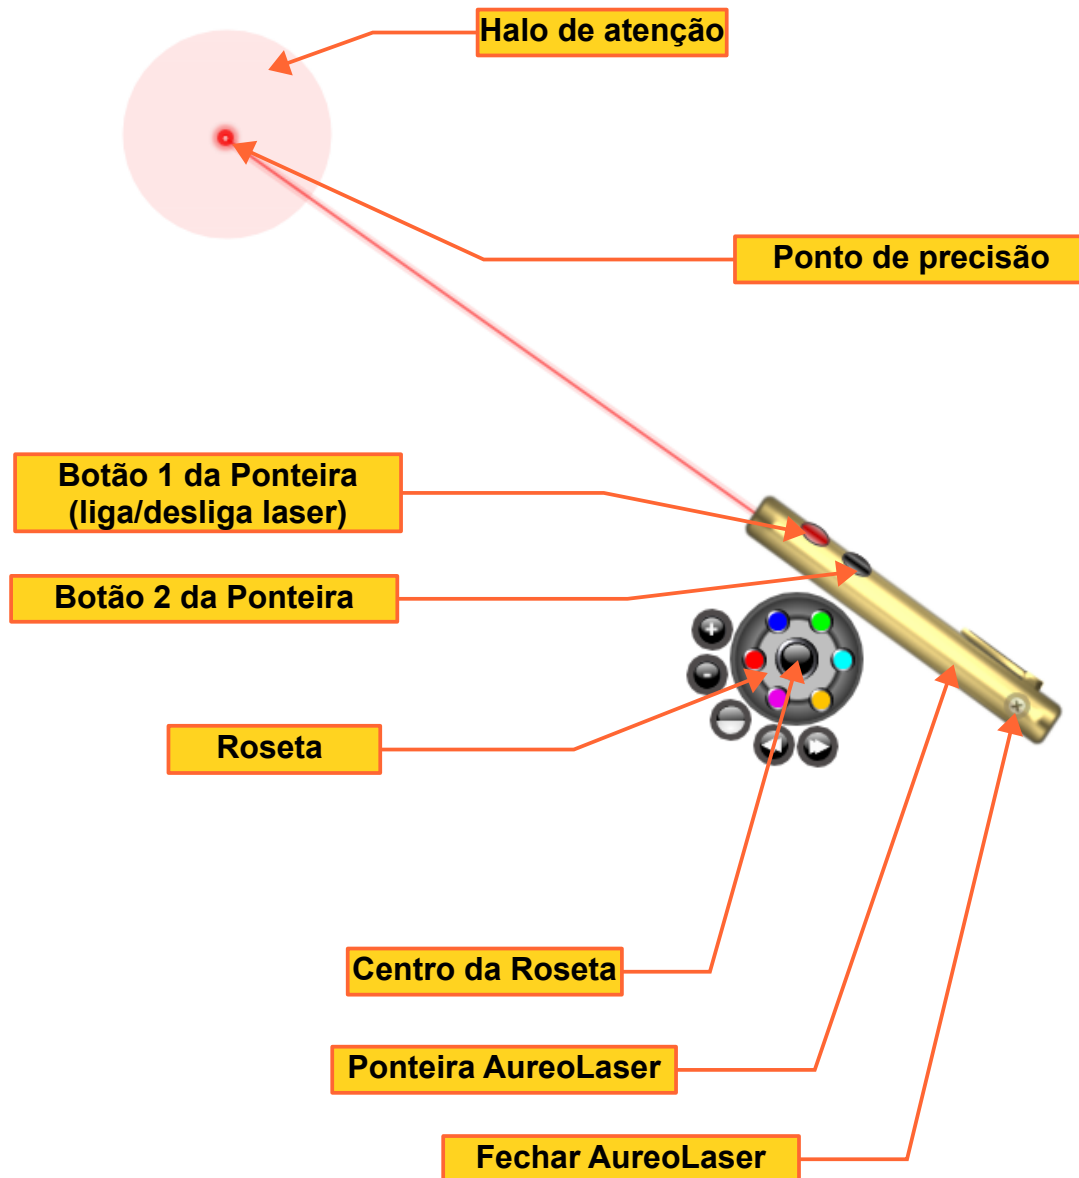 Halo de atenção
Ponto de precisão
Botão 1 da Ponteira
(liga/desliga laser)
Botão 2 da Ponteira
Roseta
Centro da Roseta
Ponteira AureoLaser
Fechar AureoLaser